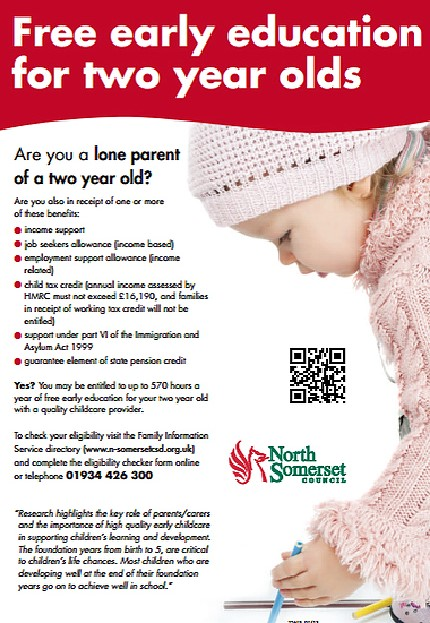 Free early education
for two year olds
Are you a lone parent
of a two year old?
Are you also in receipt of one or more
of these benefits:
income support
job seekers allowance (income based)
employment support allowance (income
related)
child tax credit (annual income assessed by
HMRC must not exceed £16,190, and families
in receipt of working tax credit will not be
entitled)
support under part VI of the Immigration and
Asylum Act 1999
guarantee element of state pension credit
Yes? You may be entitled to up to 570 hours a
year of free early education for your two year old
with a quality childcare provider.
To check your eligibility visit the Family Information
Service directory (www.n-somersetcsd.org.uk)
and complete the eligibility checker form online
or telephone 01934 426 300
North
Somerset
COUNCIL
"Research highlights the key role of parents/carers
and the importance of high quality early childcare
in supporting children's learning and development.
The foundation years from birth to 5, are critical
to children's life chances. Most children who are
developing well at the end of their foundation
years go on to achieve well in school."